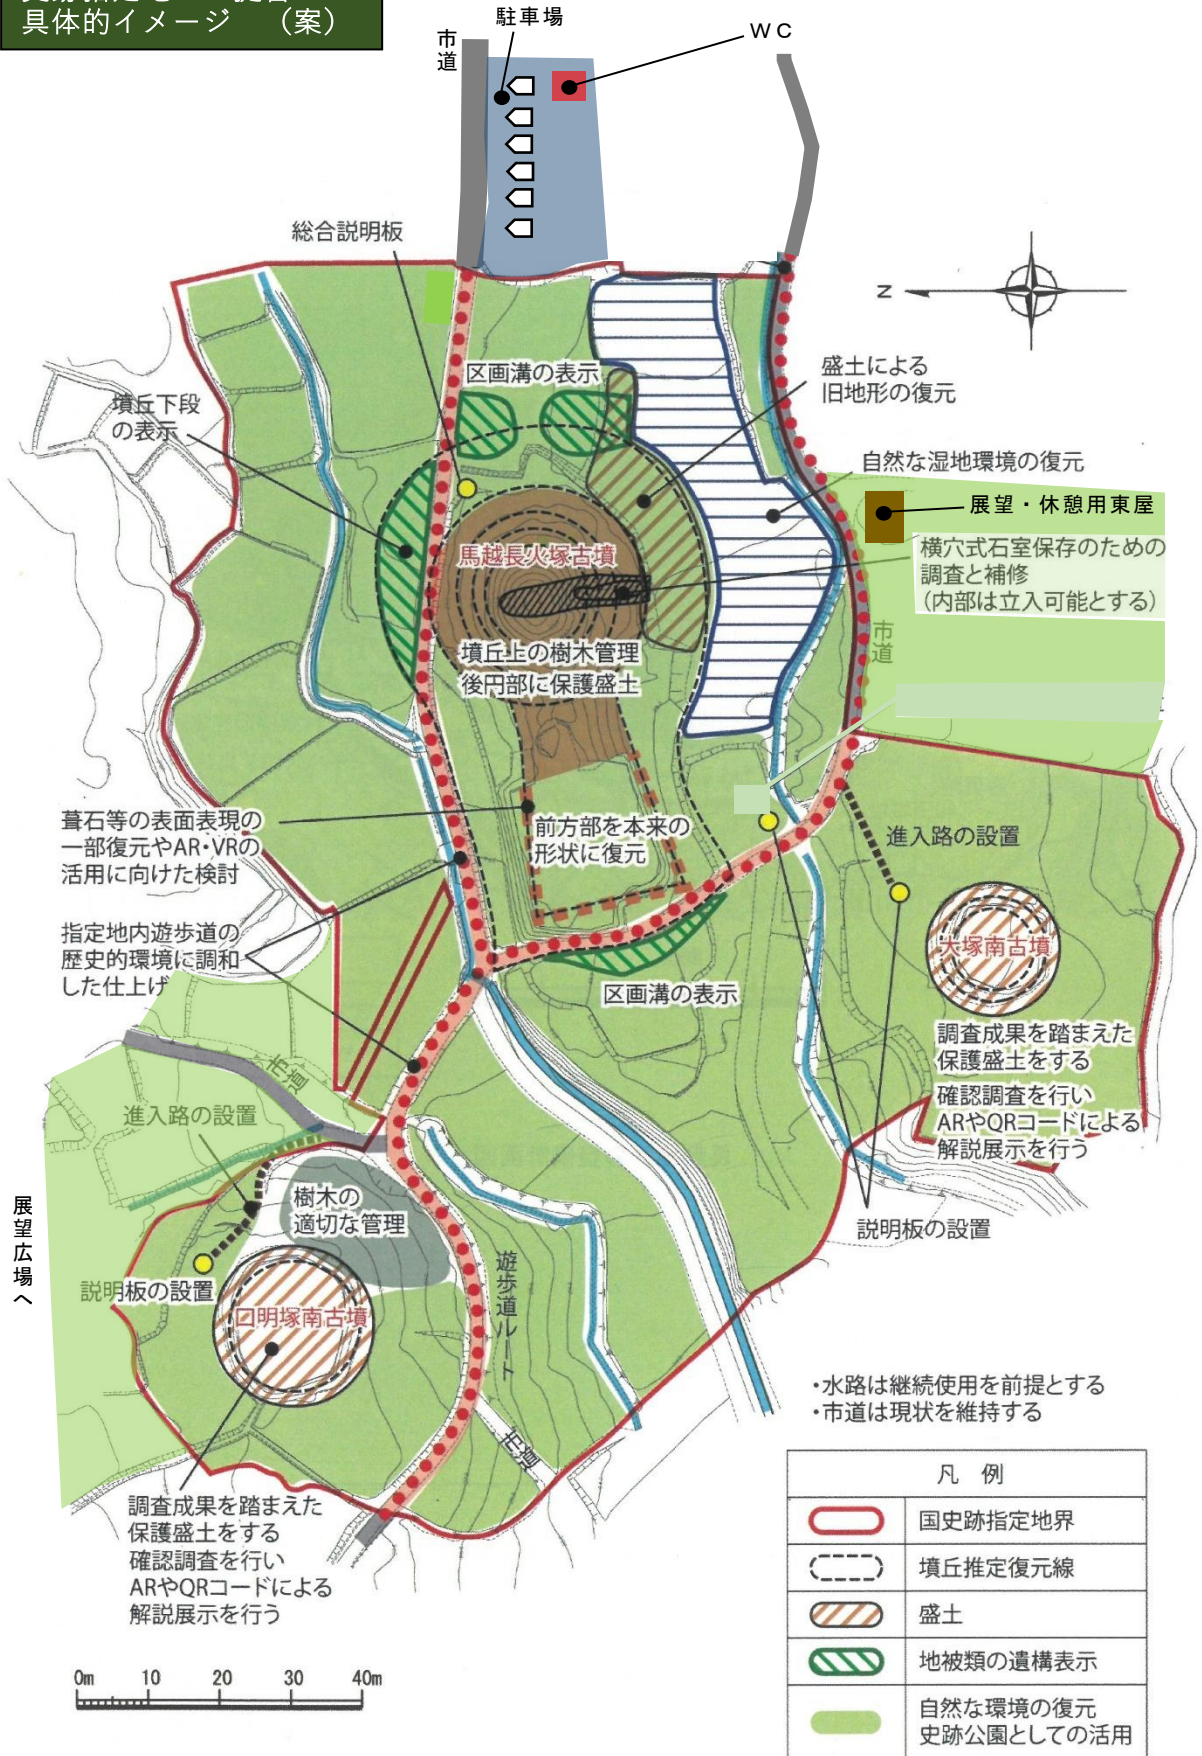 具体的イメージ （案）
市道
駐車場
WC
総合説明板
N
区画溝の表示
盛土による
旧地形の復元
墳丘下段
の表示
自然な湿地環境の復元
展望・休憩用東屋
横穴式石室保存のための
調査と補修
（内部は立入可能とする）
馬越長火塚古墳
市道
墳丘上の樹木管理
後円部に保護盛土
葺石等の表面表現の
一部復元やAR・VRの
活用に向けた検討
前方部を本来の
形状に復元
進入路の設置
指定地内遊歩道の
歴史的環境に調和
した仕上げ
大塚南古墳
区画溝の表示
調査成果を踏まえた
保護盛土をする
確認調査を行い
ARやQRコードによる
解説展示を行う
市道
進入路の設置
樹木の
適切な管理
展望広場へ
説明板の設置
説明板の設置
口明塚南古墳
遊歩道ルート
市道
・水路は継続使用を前提とする
・市道は現状を維持する
調査成果を踏まえた
保護盛土をする
確認調査を行い
ARやQRコードによる
解説展示を行う
凡 例
国史跡指定地界
墳丘推定復元線
盛土
地被類の遺構表示
自然な環境の復元
史跡公園としての活用
0m 10 20 30 40m